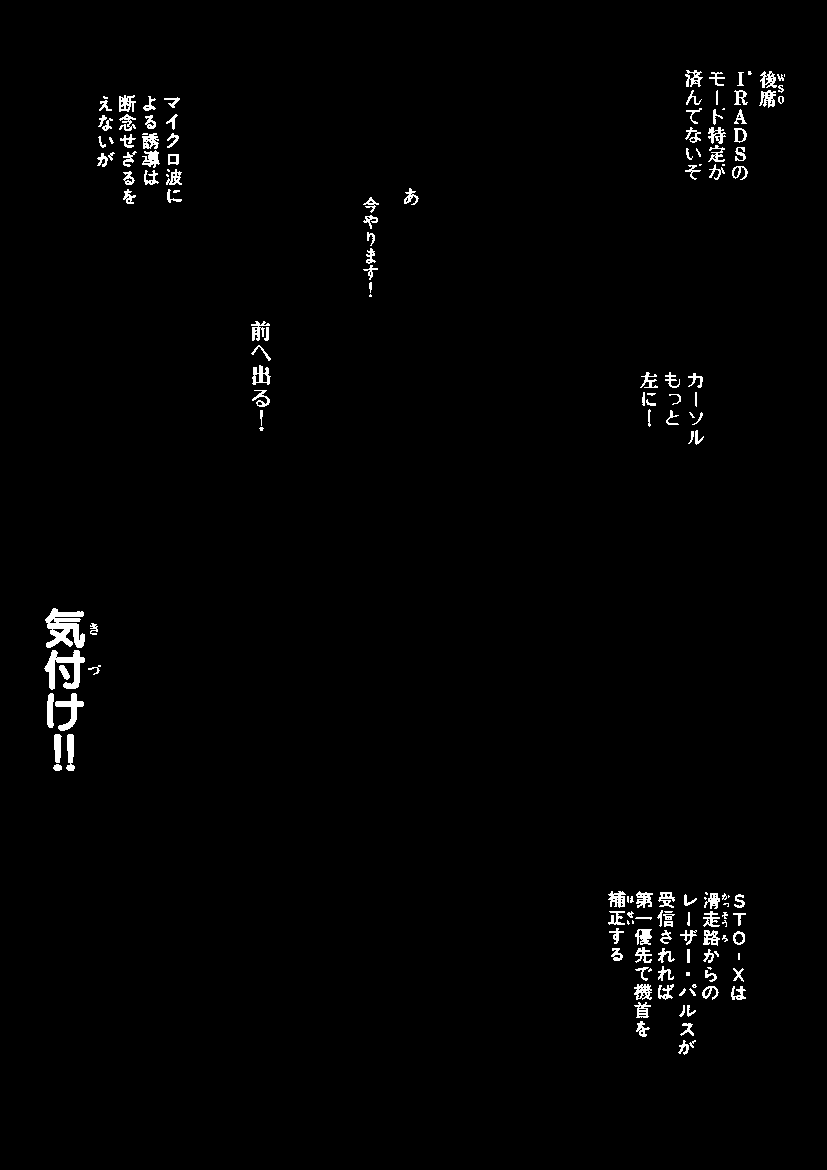 後席
I²RADSの
モード特定が
済んでないぞ
あ
今やります！
マイクロ波に
よる誘導は
断念せざるを
えないが
カーソル
もっと
左にー
前へ出る！
気付け!!
STO-Xは
滑走路からの
レーザー・パルスが
受信されれば
第一優先で機首を
補正する